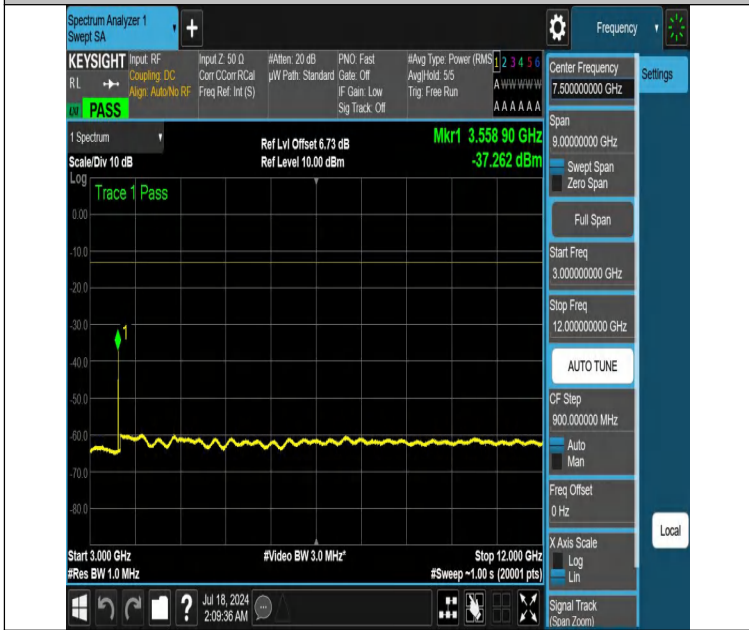 Spectrum Analyzer 1
Swept SA
+
Frequency
KEYSIGHT
RL
LXI PASS
Input: RF
Coupling: DC
Align: Auto/No RF
Input Z: 50 Ω
Corr CCorr RCal
Freq Ref: Int (S)
#Atten: 20 dB
µW Path: Standard
PNO: Fast
Gate: Off
IF Gain: Low
Sig Track: Off
#Avg Type: Power (RMS
Avg|Hold: 5/5
Trig: Free Run
1 2 3 4 5 6
A W W W W W
A A A A A A
1 Spectrum
Scale/Div 10 dB
Ref Lvl Offset 6.73 dB
Ref Level 10.00 dBm
Mkr1 3.558 90 GHz
-37.262 dBm
Log
Trace 1 Pass
0.00
-10.0
-20.0
-30.0
-40.0
-50.0
-60.0
-70.0
-80.0
1
Start 3.000 GHz
#Res BW 1.0 MHz
#Video BW 3.0 MHz*
Stop 12.000 GHz
#Sweep ~1.00 s (20001 pts)
Center Frequency
7.500000000 GHz
Settings
Span
9.00000000 GHz
Swept Span
Zero Span
Full Span
Start Freq
3.000000000 GHz
Stop Freq
12.000000000 GHz
AUTO TUNE
CF Step
900.000000 MHz
Auto
Man
Freq Offset
0 Hz
X Axis Scale
Log
Lin
Signal Track
(Span Zoom)
Local
?
Jul 18, 2024
2:09:36 AM